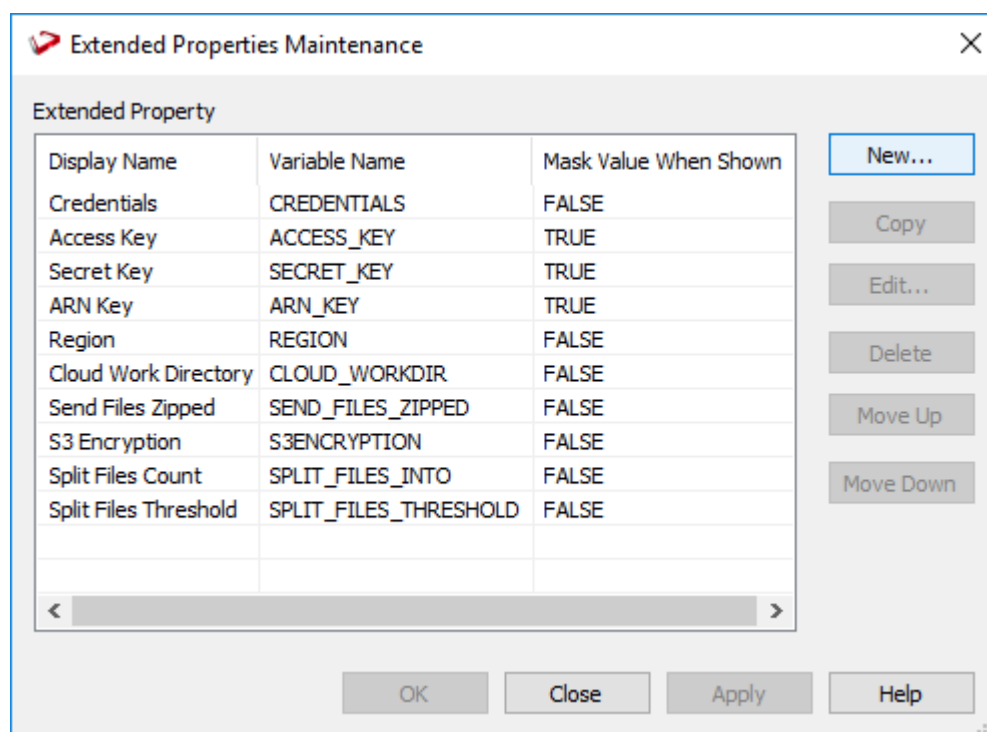 Extended Properties Maintenance
Extended Property
Display Name Variable Name Mask Value When Shown
Credentials CREDENTIALS FALSE
Access Key ACCESS_KEY TRUE
Secret Key SECRET_KEY TRUE
ARN Key ARN_KEY TRUE
Region REGION FALSE
Cloud Work Directory CLOUD_WORKDIR FALSE
Send Files Zipped SEND_FILES_ZIPPED FALSE
S3 Encryption S3ENCRYPTION FALSE
Split Files Count SPLIT_FILES_INTO FALSE
Split Files Threshold SPLIT_FILES_THRESHOLD FALSE
New...
Copy
Edit...
Delete
Move Up
Move Down
OK Close Apply Help